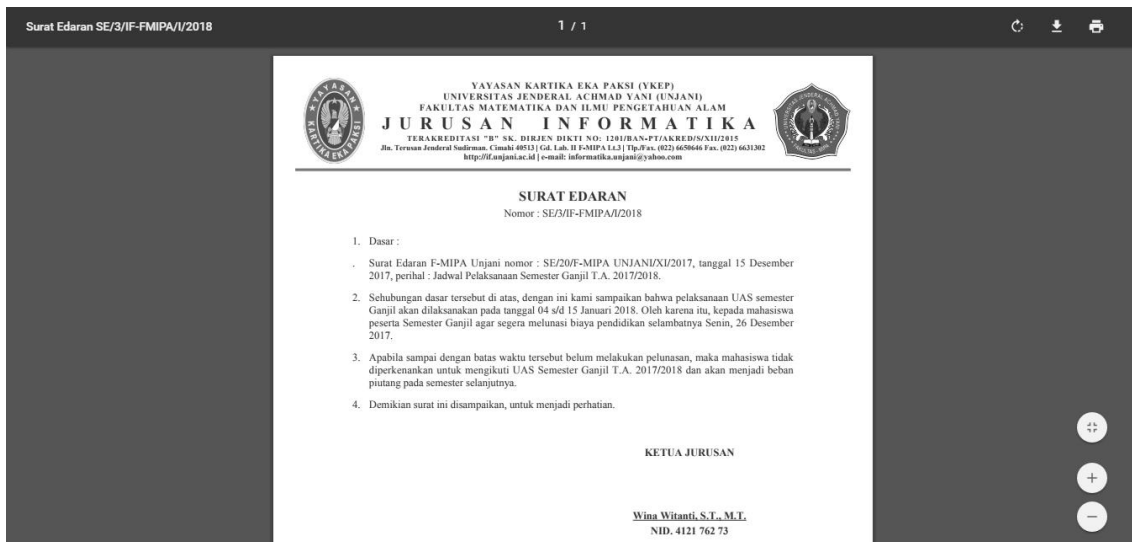 Surat Edaran SE/3/IF-FMIPA/I/2018
1 / 1
YAYASAN KARTIKA EKA PAKSI (YKEP)
UNIVERSITAS JENDERAL ACHMAD YANI (UNJANI)
FAKULTAS MATEMATIKA DAN ILMU PENGETAHUAN ALAM
JURUSAN INFORMATIKA
TERAKREDITASI "B" SK. DIRJEN DIKTI NO: 1201/BAN-PT/AKRED/S/XII/2015
Jln. Terusan Jenderal Sudirman. Cimahi 40513 | Gd. Lab. II F-MIPA Lt.3 | Tlp./Fax. (022) 6650646 Fax. (022) 6631302
http://if.unjani.ac.id | e-mail: informatika.unjani@yahoo.com
YAYASAN
KARTIKA EKA PAKSI
SURAT EDARAN
Nomor : SE/3/IF-FMIPA/I/2018
1. Dasar :
. Surat Edaran F-MIPA Unjani nomor : SE/20/F-MIPA UNJANI/XI/2017, tanggal 15 Desember
2017, perihal : Jadwal Pelaksanaan Semester Ganjil T.A. 2017/2018.
2. Sehubungan dasar tersebut di atas, dengan ini kami sampaikan bahwa pelaksanaan UAS semester
Ganjil akan dilaksanakan pada tanggal 04 s/d 15 Januari 2018. Oleh karena itu, kepada mahasiswa
peserta Semester Ganjil agar segera melunasi biaya pendidikan selambatnya Senin, 26 Desember
2017.
3. Apabila sampai dengan batas waktu tersebut belum melakukan pelunasan, maka mahasiswa tidak
diperkenankan untuk mengikuti UAS Semester Ganjil T.A. 2017/2018 dan akan menjadi beban
piutang pada semester selanjutnya.
4. Demikian surat ini disampaikan, untuk menjadi perhatian.
KETUA JURUSAN
Wina Witanti, S.T., M.T.
NID. 4121 762 73